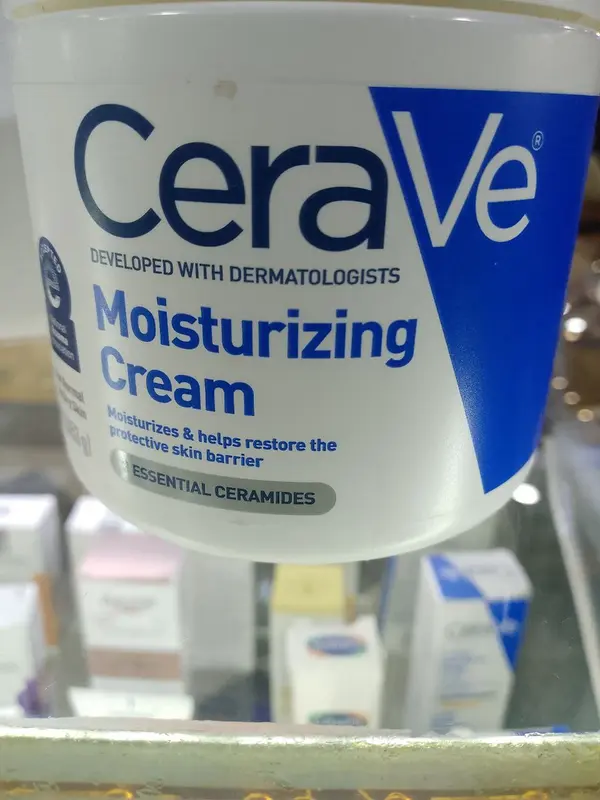 CeraVe®
DEVELOPED WITH DERMATOLOGISTS
Moisturizing
Cream
Moisturizes & helps restore the
protective skin barrier
ESSENTIAL CERAMIDES